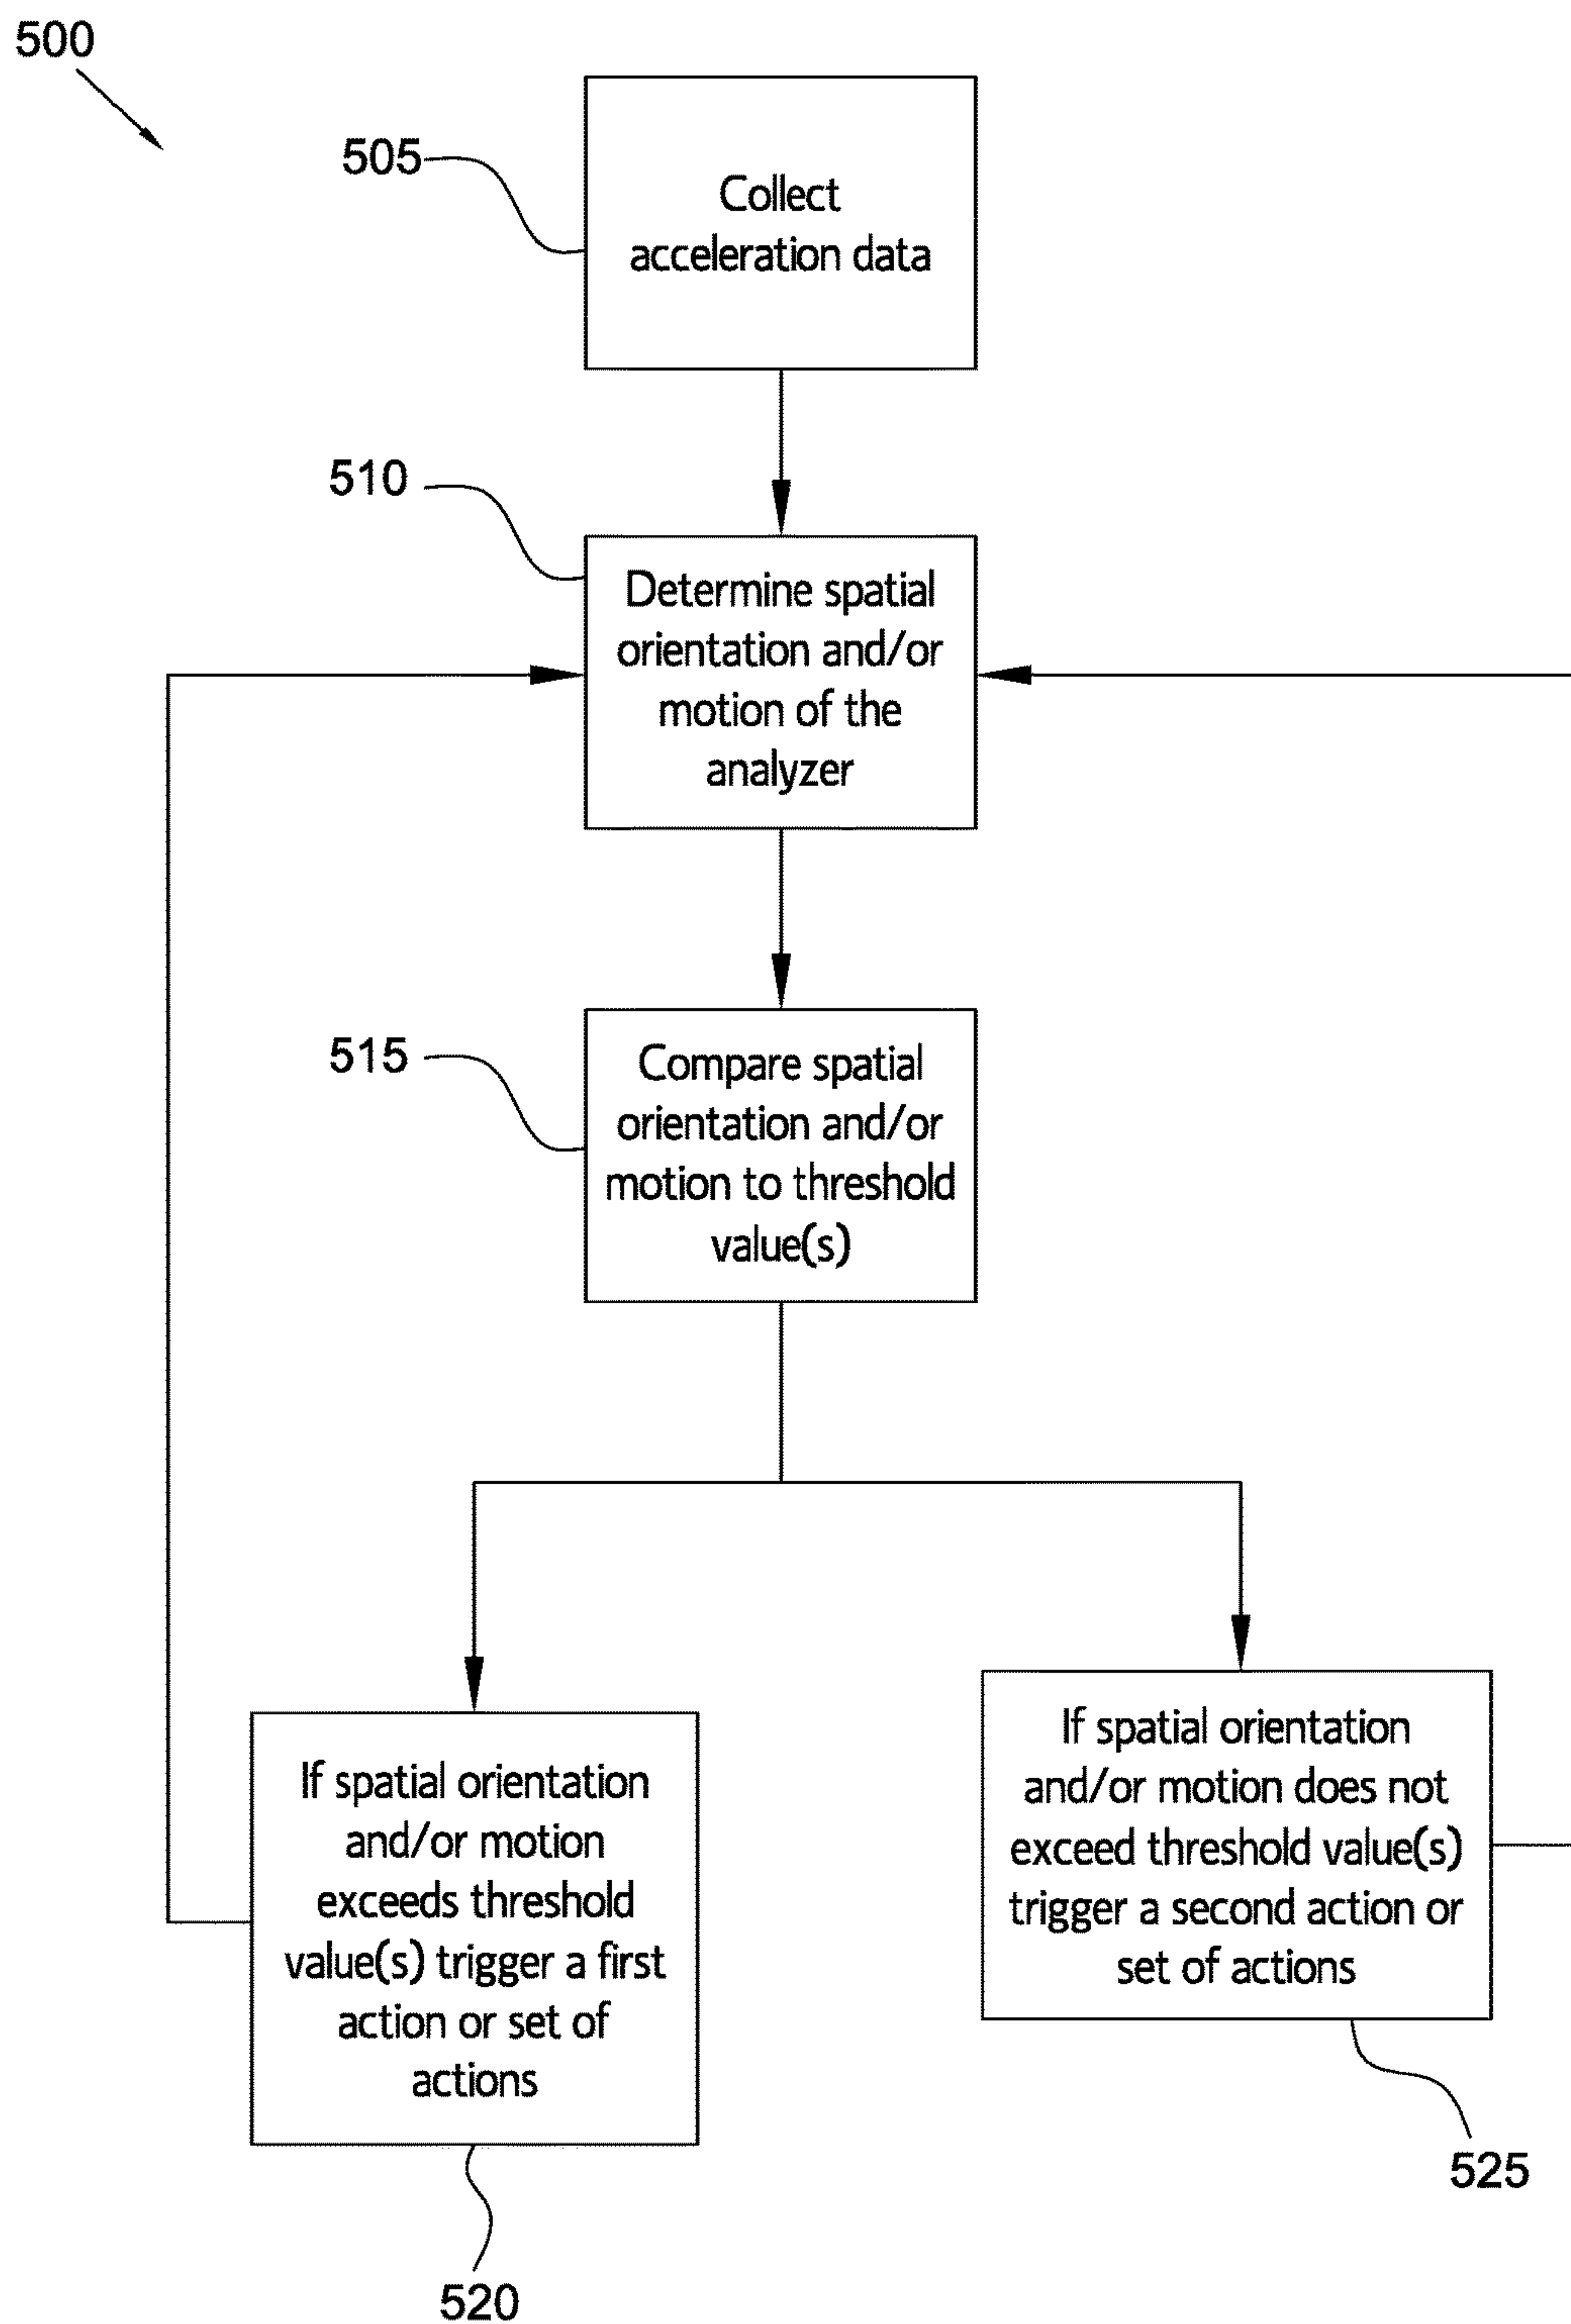 500
505
Collect
acceleration data
510
Determine spatial
orientation and/or
motion of the
analyzer
515
Compare spatial
orientation and/or
motion to threshold
value(s)
If spatial orientation
and/or motion
exceeds threshold
value(s) trigger a first
action or set of
actions
520
If spatial orientation
and/or motion does not
exceed threshold value(s)
trigger a second action or
set of actions
525